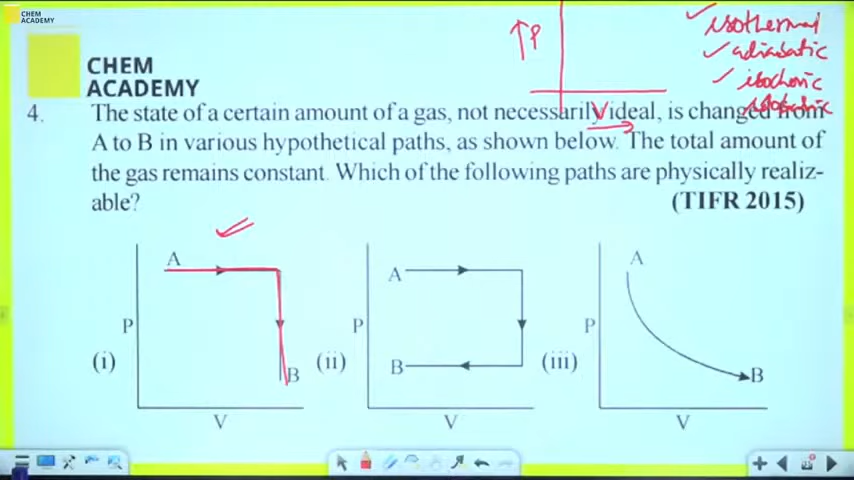 CHEM
ACADEMY
↑P
isothermal
adiabatic
isochoric
isobaric
CHEM
ACADEMY
V
4. The state of a certain amount of a gas, not necessarily ideal, is changed from
A to B in various hypothetical paths, as shown below. The total amount of
the gas remains constant. Which of the following paths are physically realiz-
able? (TIFR 2015)
A
P
(i)
B
V
A
P
(ii)
B
V
A
P
(iii)
B
V